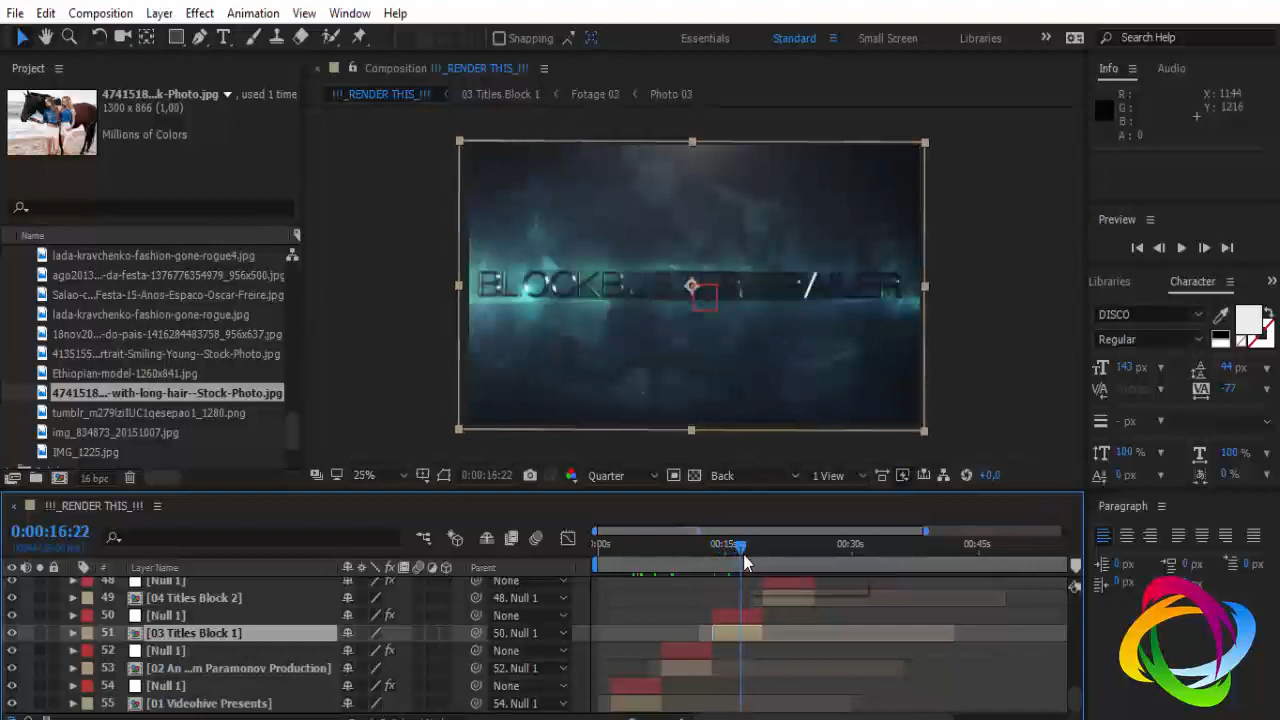 File Edit Composition Layer Effect Animation View Window Help
Snapping Essentials Standard Small Screen Libraries Search Help
Project
Composition !!!_RENDER THIS_!!!
Info Audio
4741518...k-Photo.jpg , used 1 time
1300 x 866 (1,00)
Millions of Colors
!!!_RENDER THIS_!!! 03 Titles Block 1 Footage 03 Photo 03
R :
G :
B :
A : 0
X : 1144
Y : 1216
Name
lada-kravchenko-fashion-gone-rogue4.jpg
ago2013...-da-festa-1376776354979_956x500.jpg
Salao-c...Festa-15-Anos-Espaco-Oscar-Freire.jpg
lada-kravchenko-fashion-gone-rogue.jpg
18nov20...-do-pais-1416284483226_956x637.jpg
4135155...rtrait-Smiling-Young--Stock-Photo.jpg
Ethiopian-model-1260x841.jpg
4741518...-with-long-hair--Stock-Photo.jpg
tumblr_m279lziIUC1qesepao1_1280.png
img_834873_20151007.jpg
IMG_1225.jpg
16 bpc
Preview
Libraries Character
DISCO
Regular
143 px 44 px
-77
- px
100 % 100 %
0 px 0 %
25% 0:00:16:22 Quarter Back 1 View +0,0
!!!_RENDER THIS_!!!
0:00:16:22
:00s 00:15s 00:30s 00:45s
Parent
48 [Null 1] None
49 [04 Titles Block 2] 48. Null 1
50 [Null 1] None
51 [03 Titles Block 1] 50. Null 1
52 [Null 1] None
53 [02 An ...m Paramonov Production] 52. Null 1
54 [Null 1] None
55 [01 Videohive Presents] 54. Null 1
Paragraph
0 px 0 px 0 px
0 px